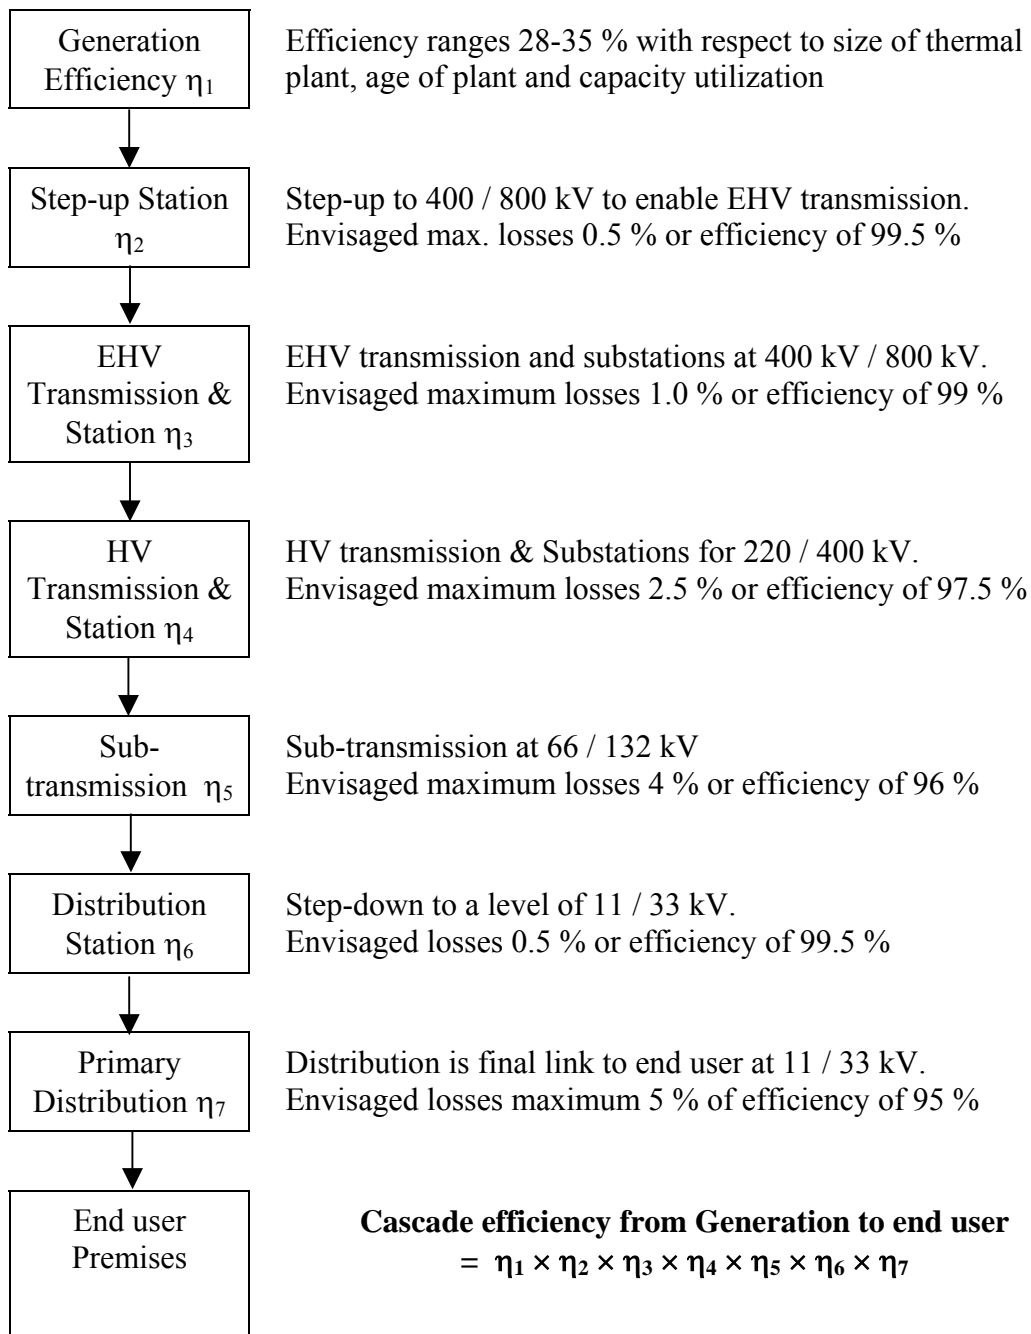 Generation
Efficiency η1
Efficiency ranges 28-35 % with respect to size of thermal
plant, age of plant and capacity utilization
Step-up Station
η2
Step-up to 400 / 800 kV to enable EHV transmission.
Envisaged max. losses 0.5 % or efficiency of 99.5 %
EHV
Transmission &
Station η3
EHV transmission and substations at 400 kV / 800 kV.
Envisaged maximum losses 1.0 % or efficiency of 99 %
HV
Transmission &
Station η4
HV transmission & Substations for 220 / 400 kV.
Envisaged maximum losses 2.5 % or efficiency of 97.5 %
Sub-
transmission η5
Sub-transmission at 66 / 132 kV
Envisaged maximum losses 4 % or efficiency of 96 %
Distribution
Station η6
Step-down to a level of 11 / 33 kV.
Envisaged losses 0.5 % or efficiency of 99.5 %
Primary
Distribution η7
Distribution is final link to end user at 11 / 33 kV.
Envisaged losses maximum 5 % of efficiency of 95 %
End user
Premises
Cascade efficiency from Generation to end user
= η1 × η2 × η3 × η4 × η5 × η6 × η7